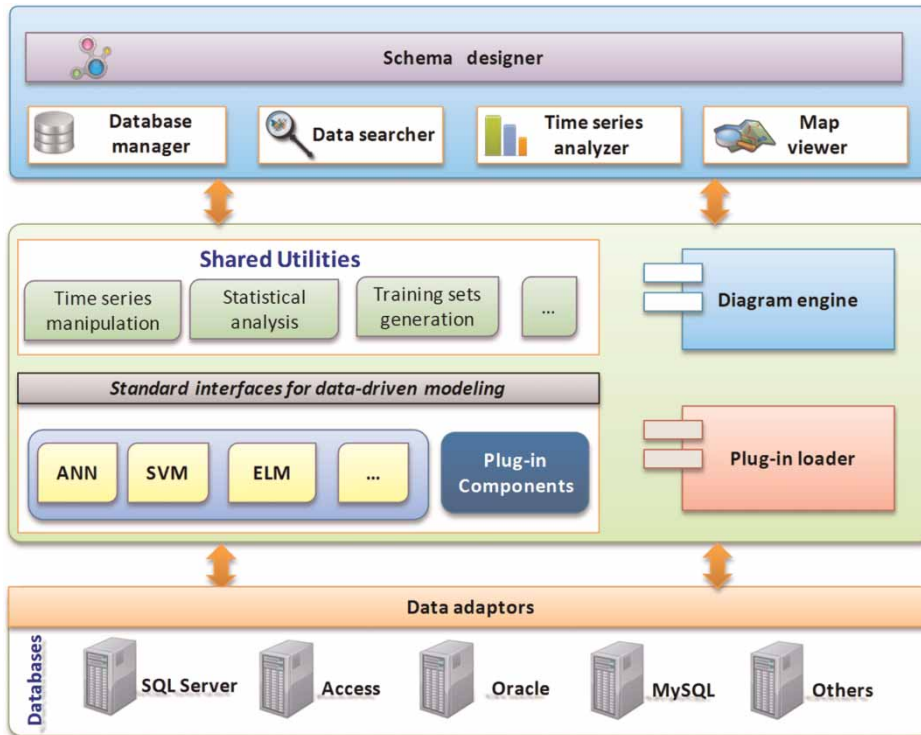 Schema designer
Database
manager
Data searcher
Time series
analyzer
Map
viewer
Shared Utilities
Time series
manipulation
Statistical
analysis
Training sets
generation
...
Diagram engine
Standard interfaces for data-driven modeling
ANN
SVM
ELM
...
Plug-in
Components
Plug-in loader
Data adaptors
Databases
SQL Server
Access
Oracle
MySQL
Others